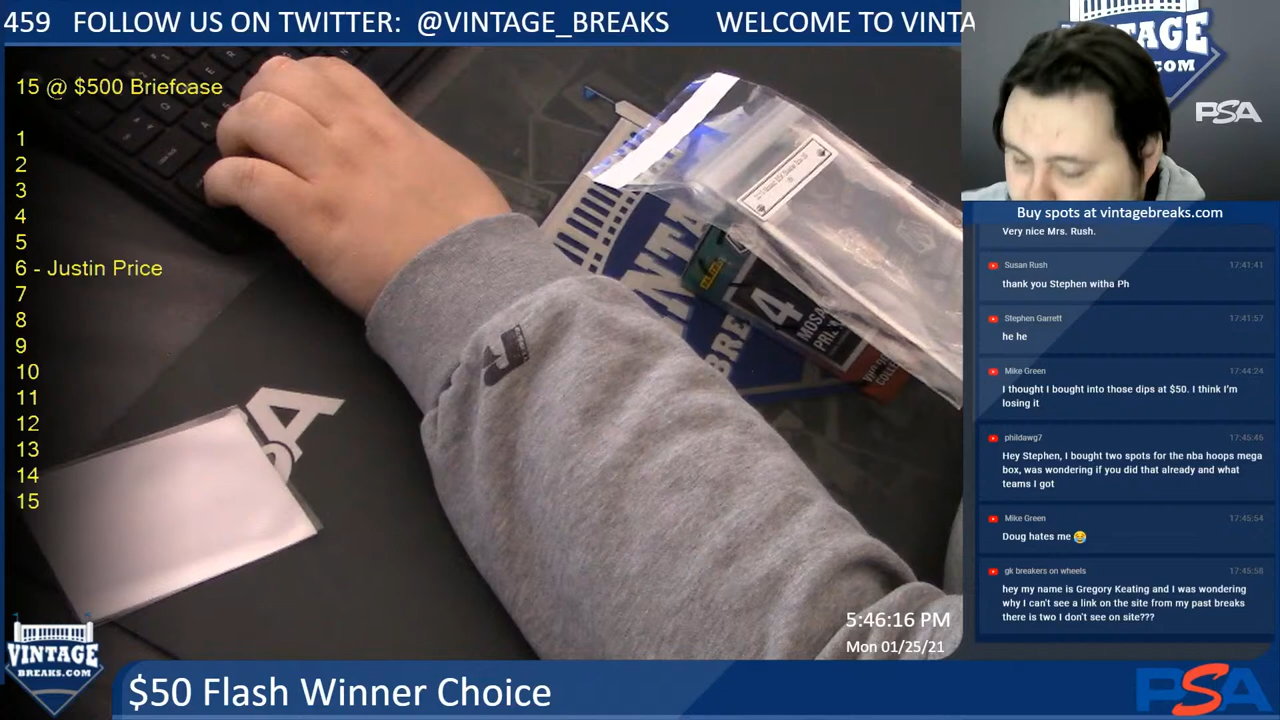 459 FOLLOW US ON TWITTER: @VINTAGE_BREAKS WELCOME TO VINTA
15 @ $500 Briefcase
1
2
3
4
5
6 - Justin Price
7
8
9
10
11
12
13
14
15
PSA
Buy spots at vintagebreaks.com
Very nice Mrs. Rush.
Susan Rush 17:41:41
thank you Stephen witha Ph
Stephen Garrett 17:41:57
he he
Mike Green 17:44:24
I thought I bought into those dips at $50. I think I'm
losing it
phildawg7 17:45:46
Hey Stephen, I bought two spots for the nba hoops mega
box, was wondering if you did that already and what
teams I got
Mike Green 17:45:54
Doug hates me 😂
gk breakers on wheels 17:45:58
hey my name is Gregory Keating and I was wondering
why I can't see a link on the site from my past breaks
there is two I don't see on site???
5:46:16 PM
Mon 01/25/21
VINTAGE
BREAKS.COM
$50 Flash Winner Choice
PSA
VINTA
BRE
4
MOSA
PRI